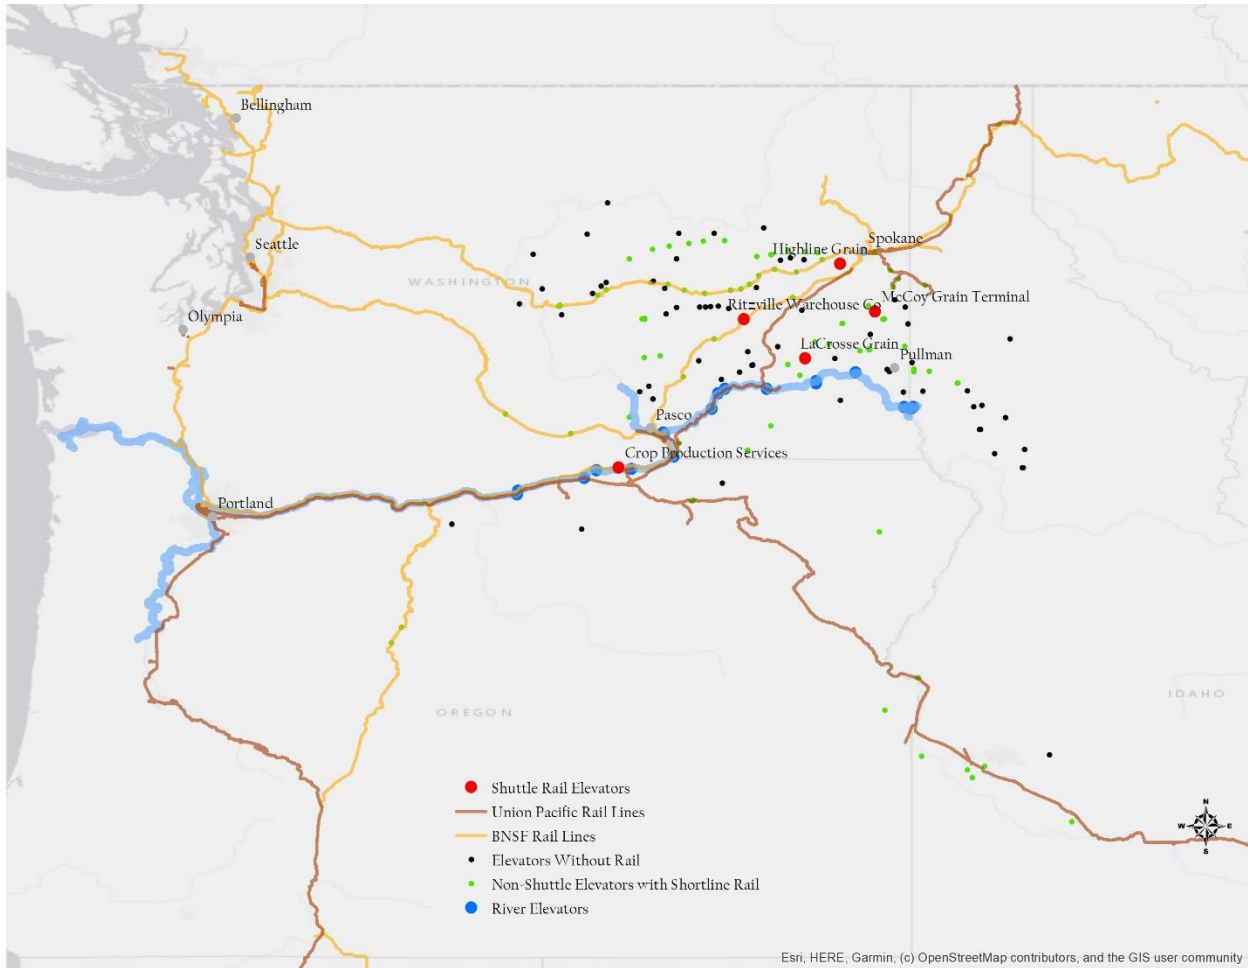 Bellingham
Seattle
WASHINGTON
Olympia
Spokane
Highline Grain
Ritzville Warehouse Co
McCoy Grain Terminal
LaCrosse Grain
Pullman
Pasco
Crop Production Services
Portland
OREGON
IDAHO
Shuttle Rail Elevators
Union Pacific Rail Lines
BNSF Rail Lines
Elevators Without Rail
Non-Shuttle Elevators with Shortline Rail
River Elevators
N
W E
S
Esri, HERE, Garmin, (c) OpenStreetMap contributors, and the GIS user community